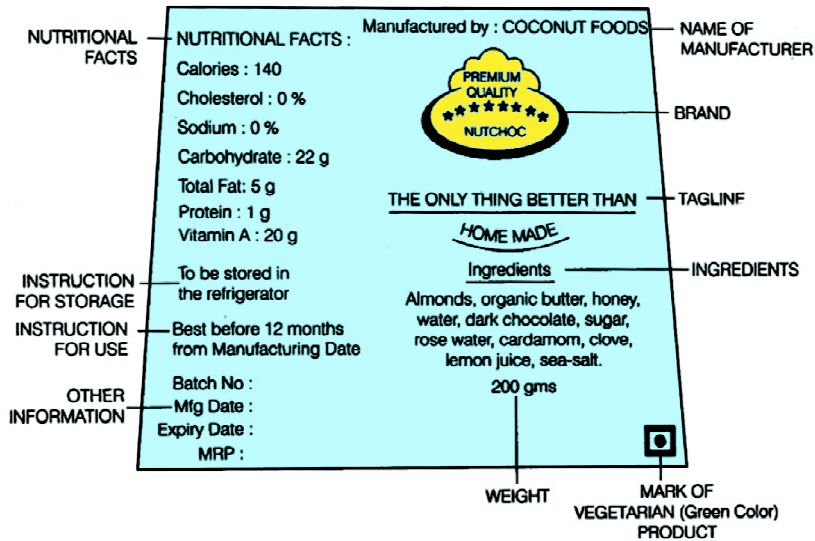 NUTRITIONAL
FACTS
NUTRITIONAL FACTS :
Calories : 140
Cholesterol : 0 %
Sodium : 0 %
Carbohydrate : 22 g
Total Fat: 5 g
Protein : 1 g
Vitamin A : 20 g
INSTRUCTION
FOR STORAGE
To be stored in
the refrigerator
INSTRUCTION
FOR USE
Best before 12 months
from Manufacturing Date
OTHER
INFORMATION
Batch No :
Mfg Date :
Expiry Date :
MRP :
Manufactured by : COCONUT FOODS
NAME OF
MANUFACTURER
PREMIUM
QUALITY
NUTCHOC
BRAND
THE ONLY THING BETTER THAN
TAGLINF
HOME MADE
Ingredients
INGREDIENTS
Almonds, organic butter, honey,
water, dark chocolate, sugar,
rose water, cardamom, clove,
lemon juice, sea-salt.
200 gms
WEIGHT
MARK OF
VEGETARIAN (Green Color)
PRODUCT